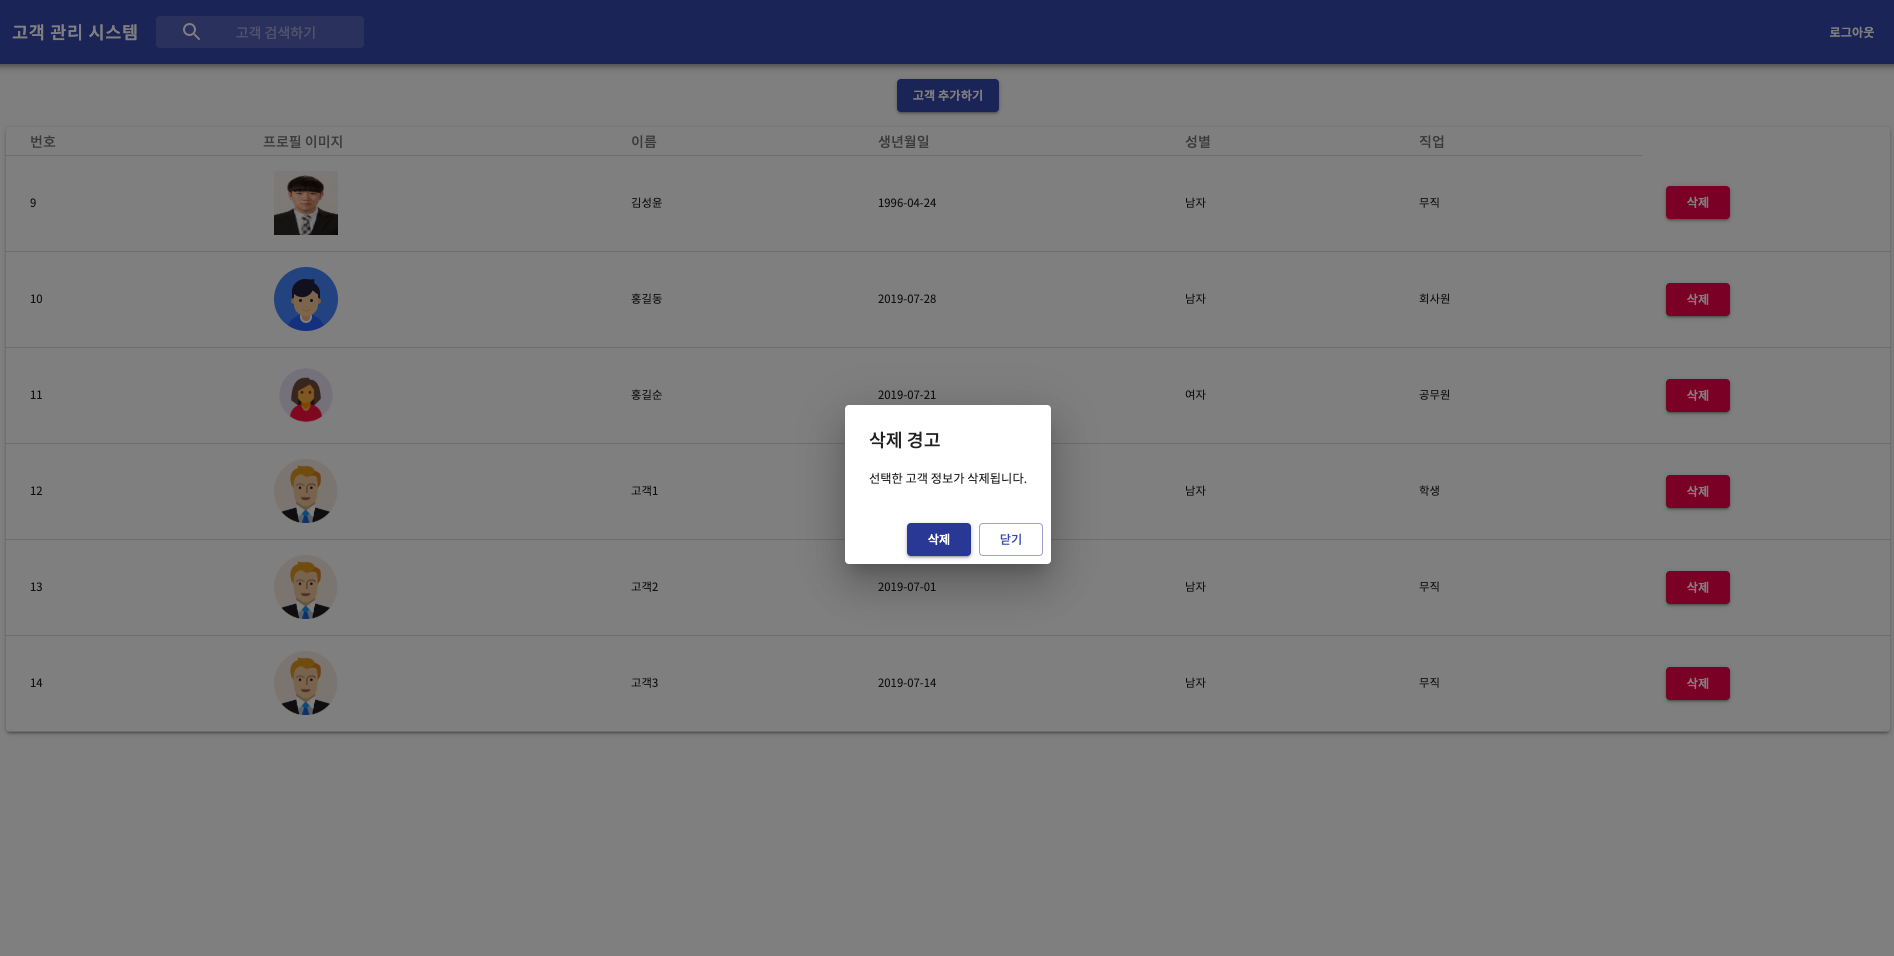 고객 관리 시스템 고객 검색하기 로그아웃
고객 추가하기
번호 프로필 이미지 이름 생년월일 성별 직업
9 김성윤 1996-04-24 남자 무직 삭제
10 홍길동 2019-07-28 남자 회사원 삭제
11 홍길순 2019-07-21 여자 공무원 삭제
삭제 경고
선택한 고객 정보가 삭제됩니다.
삭제 닫기
12 고객1 남자 학생 삭제
13 고객2 2019-07-01 남자 무직 삭제
14 고객3 2019-07-14 남자 무직 삭제